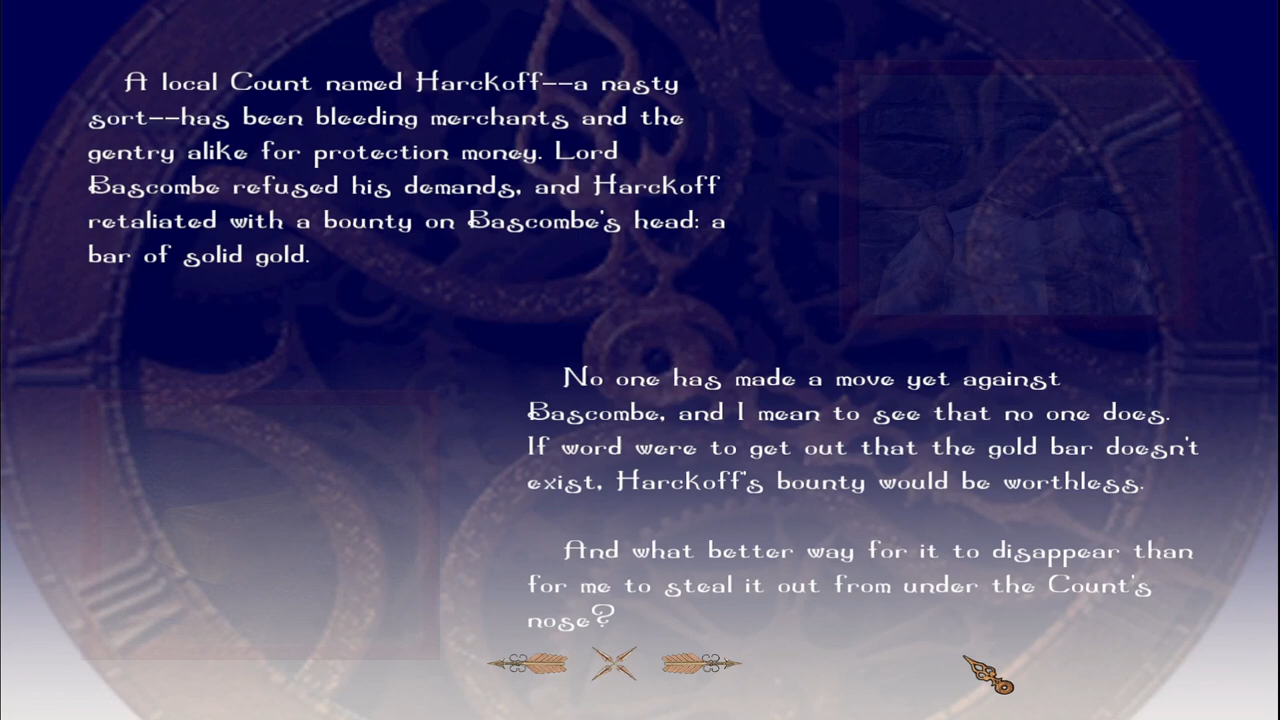 A local Count named Harckoff--a nasty
sort--has been bleeding merchants and the
gentry alike for protection money. Lord
Bascombe refused his demands, and Harckoff
retaliated with a bounty on Bascombe's head: a
bar of solid gold.
No one has made a move yet against
Bascombe, and I mean to see that no one does.
If word were to get out that the gold bar doesn't
exist, Harckoff's bounty would be worthless.
And what better way for it to disappear than
for me to steal it out from under the Count's
nose?